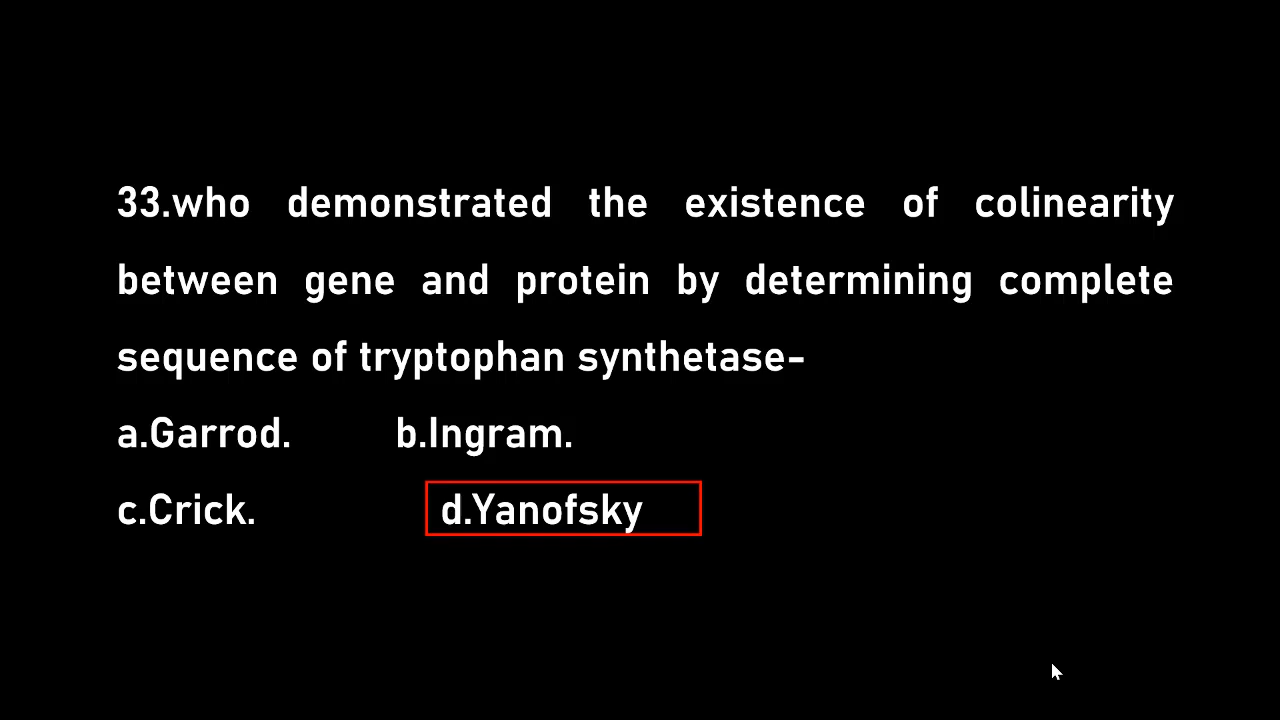 33.who demonstrated the existence of colinearity
between gene and protein by determining complete
sequence of tryptophan synthetase-
a.Garrod. b.Ingram.
c.Crick. d.Yanofsky